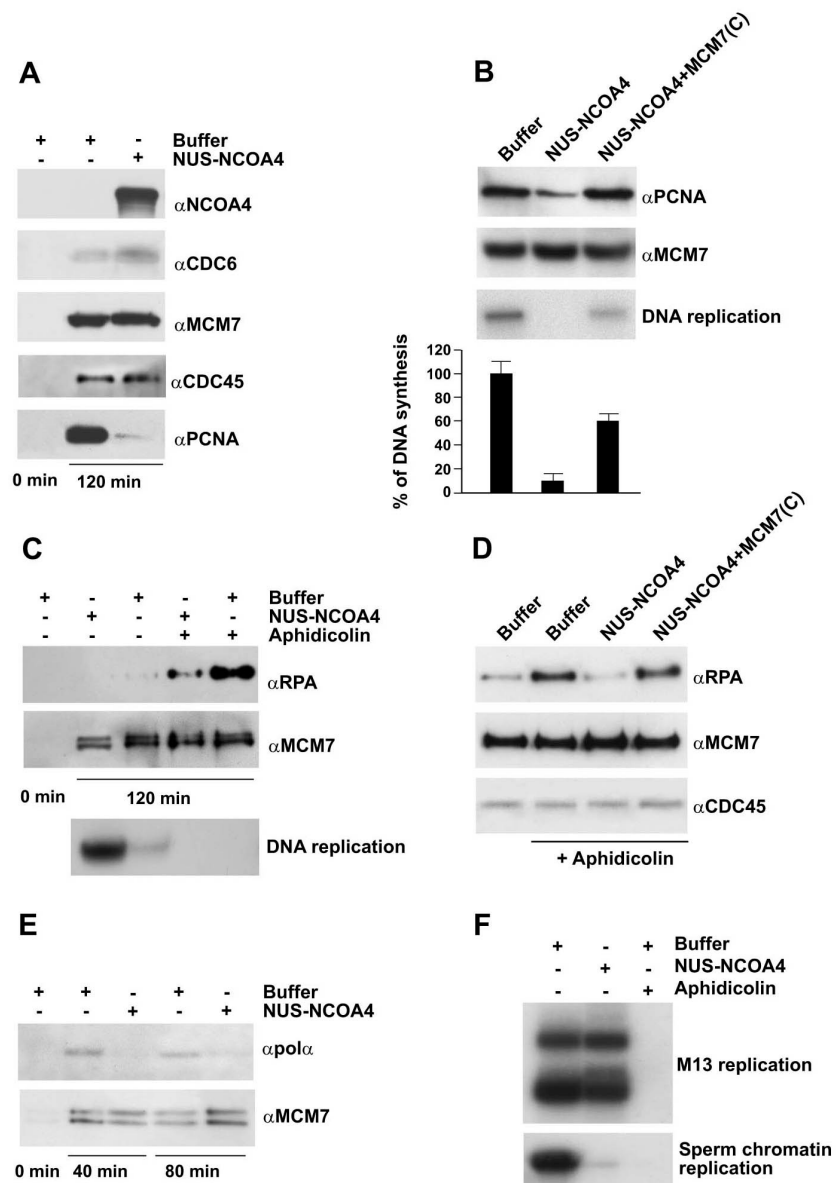 A
+ + - Buffer
- - + NUS-NCOA4
αNCOA4
αCDC6
αMCM7
αCDC45
αPCNA
0 min 120 min
B
Buffer
NUS-NCOA4
NUS-NCOA4+MCM7(C)
αPCNA
αMCM7
DNA replication
% of DNA synthesis
120
100
80
60
40
20
0
C
+ - + - + Buffer
- + - + - NUS-NCOA4
- - - + + Aphidicolin
αRPA
αMCM7
0 min 120 min
DNA replication
D
Buffer
Buffer
NUS-NCOA4
NUS-NCOA4+MCM7(C)
αRPA
αMCM7
αCDC45
+ Aphidicolin
E
+ + - + - Buffer
- - + - + NUS-NCOA4
αpolα
αMCM7
0 min 40 min 80 min
F
+ - + Buffer
- + - NUS-NCOA4
- - + Aphidicolin
M13 replication
Sperm chromatin
replication